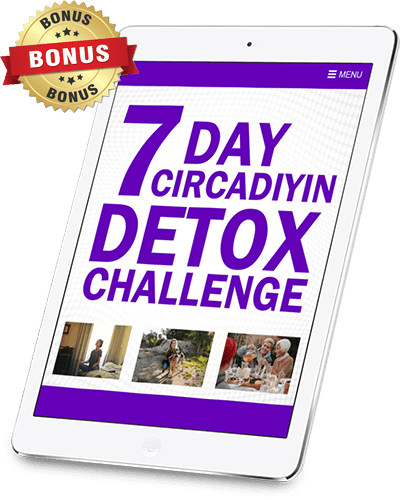 BONUS
BONUS
BONUS
MENU
7 DAY
CIRCADIYIN
DETOX
CHALLENGE